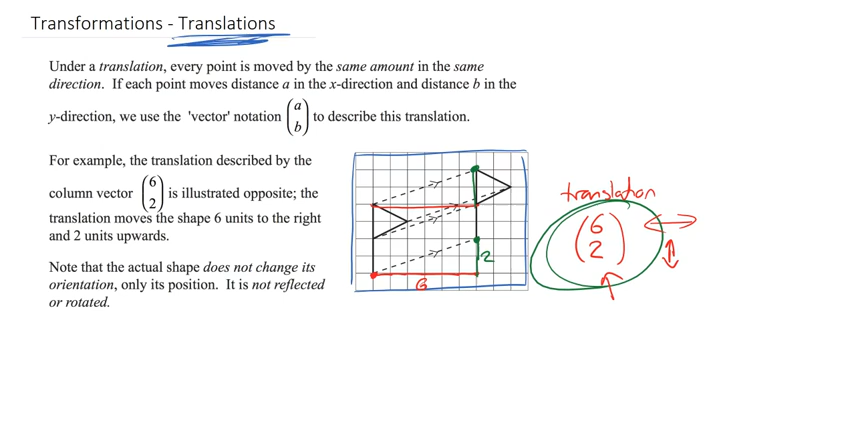 Transformations - Translations
Under a translation, every point is moved by the same amount in the same
direction. If each point moves distance a in the x-direction and distance b in the
y-direction, we use the 'vector' notation (a b) to describe this translation.
For example, the translation described by the
column vector (6 2) is illustrated opposite; the
translation moves the shape 6 units to the right
and 2 units upwards.
Note that the actual shape does not change its
orientation, only its position. It is not reflected
or rotated.
2
6
translation
(6
2)